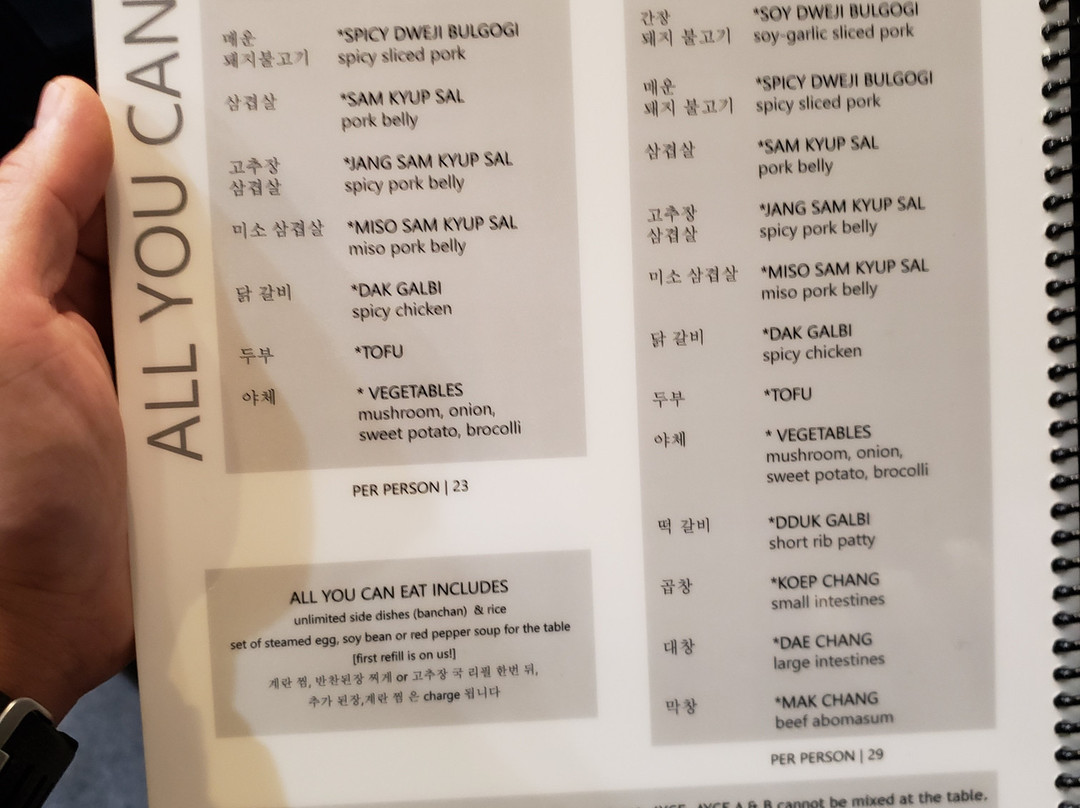 ALL YOU CAN
매운 *SPICY DWEJI BULGOGI
돼지불고기 spicy sliced pork
삼겹살 *SAM KYUP SAL
pork belly
고추장 *JANG SAM KYUP SAL
삼겹살 spicy pork belly
미소 삼겹살 *MISO SAM KYUP SAL
miso pork belly
닭 갈비 *DAK GALBI
spicy chicken
두부 *TOFU
야체 * VEGETABLES
mushroom, onion,
sweet potato, brocolli
PER PERSON | 23
ALL YOU CAN EAT INCLUDES
unlimited side dishes (banchan) & rice
set of steamed egg, soy bean or red pepper soup for the table
[first refill is on us!]
계란 찜, 반찬된장 찌게 or 고추장 국 리필 한번 뒤,
추가 된장,계란 찜 은 charge 됩니다
간장 *SOY DWEJI BULGOGI
돼지 불고기 soy-garlic sliced pork
매운 *SPICY DWEJI BULGOGI
돼지 불고기 spicy sliced pork
삼겹살 *SAM KYUP SAL
pork belly
고추장 *JANG SAM KYUP SAL
삼겹살 spicy pork belly
미소 삼겹살 *MISO SAM KYUP SAL
miso pork belly
닭 갈비 *DAK GALBI
spicy chicken
두부 *TOFU
야체 * VEGETABLES
mushroom, onion,
sweet potato, brocolli
떡 갈비 *DDUK GALBI
short rib patty
곱창 *KOEP CHANG
small intestines
대창 *DAE CHANG
large intestines
막창 *MAK CHANG
beef abomasum
PER PERSON | 29
AYCE A & B cannot be mixed at the table.